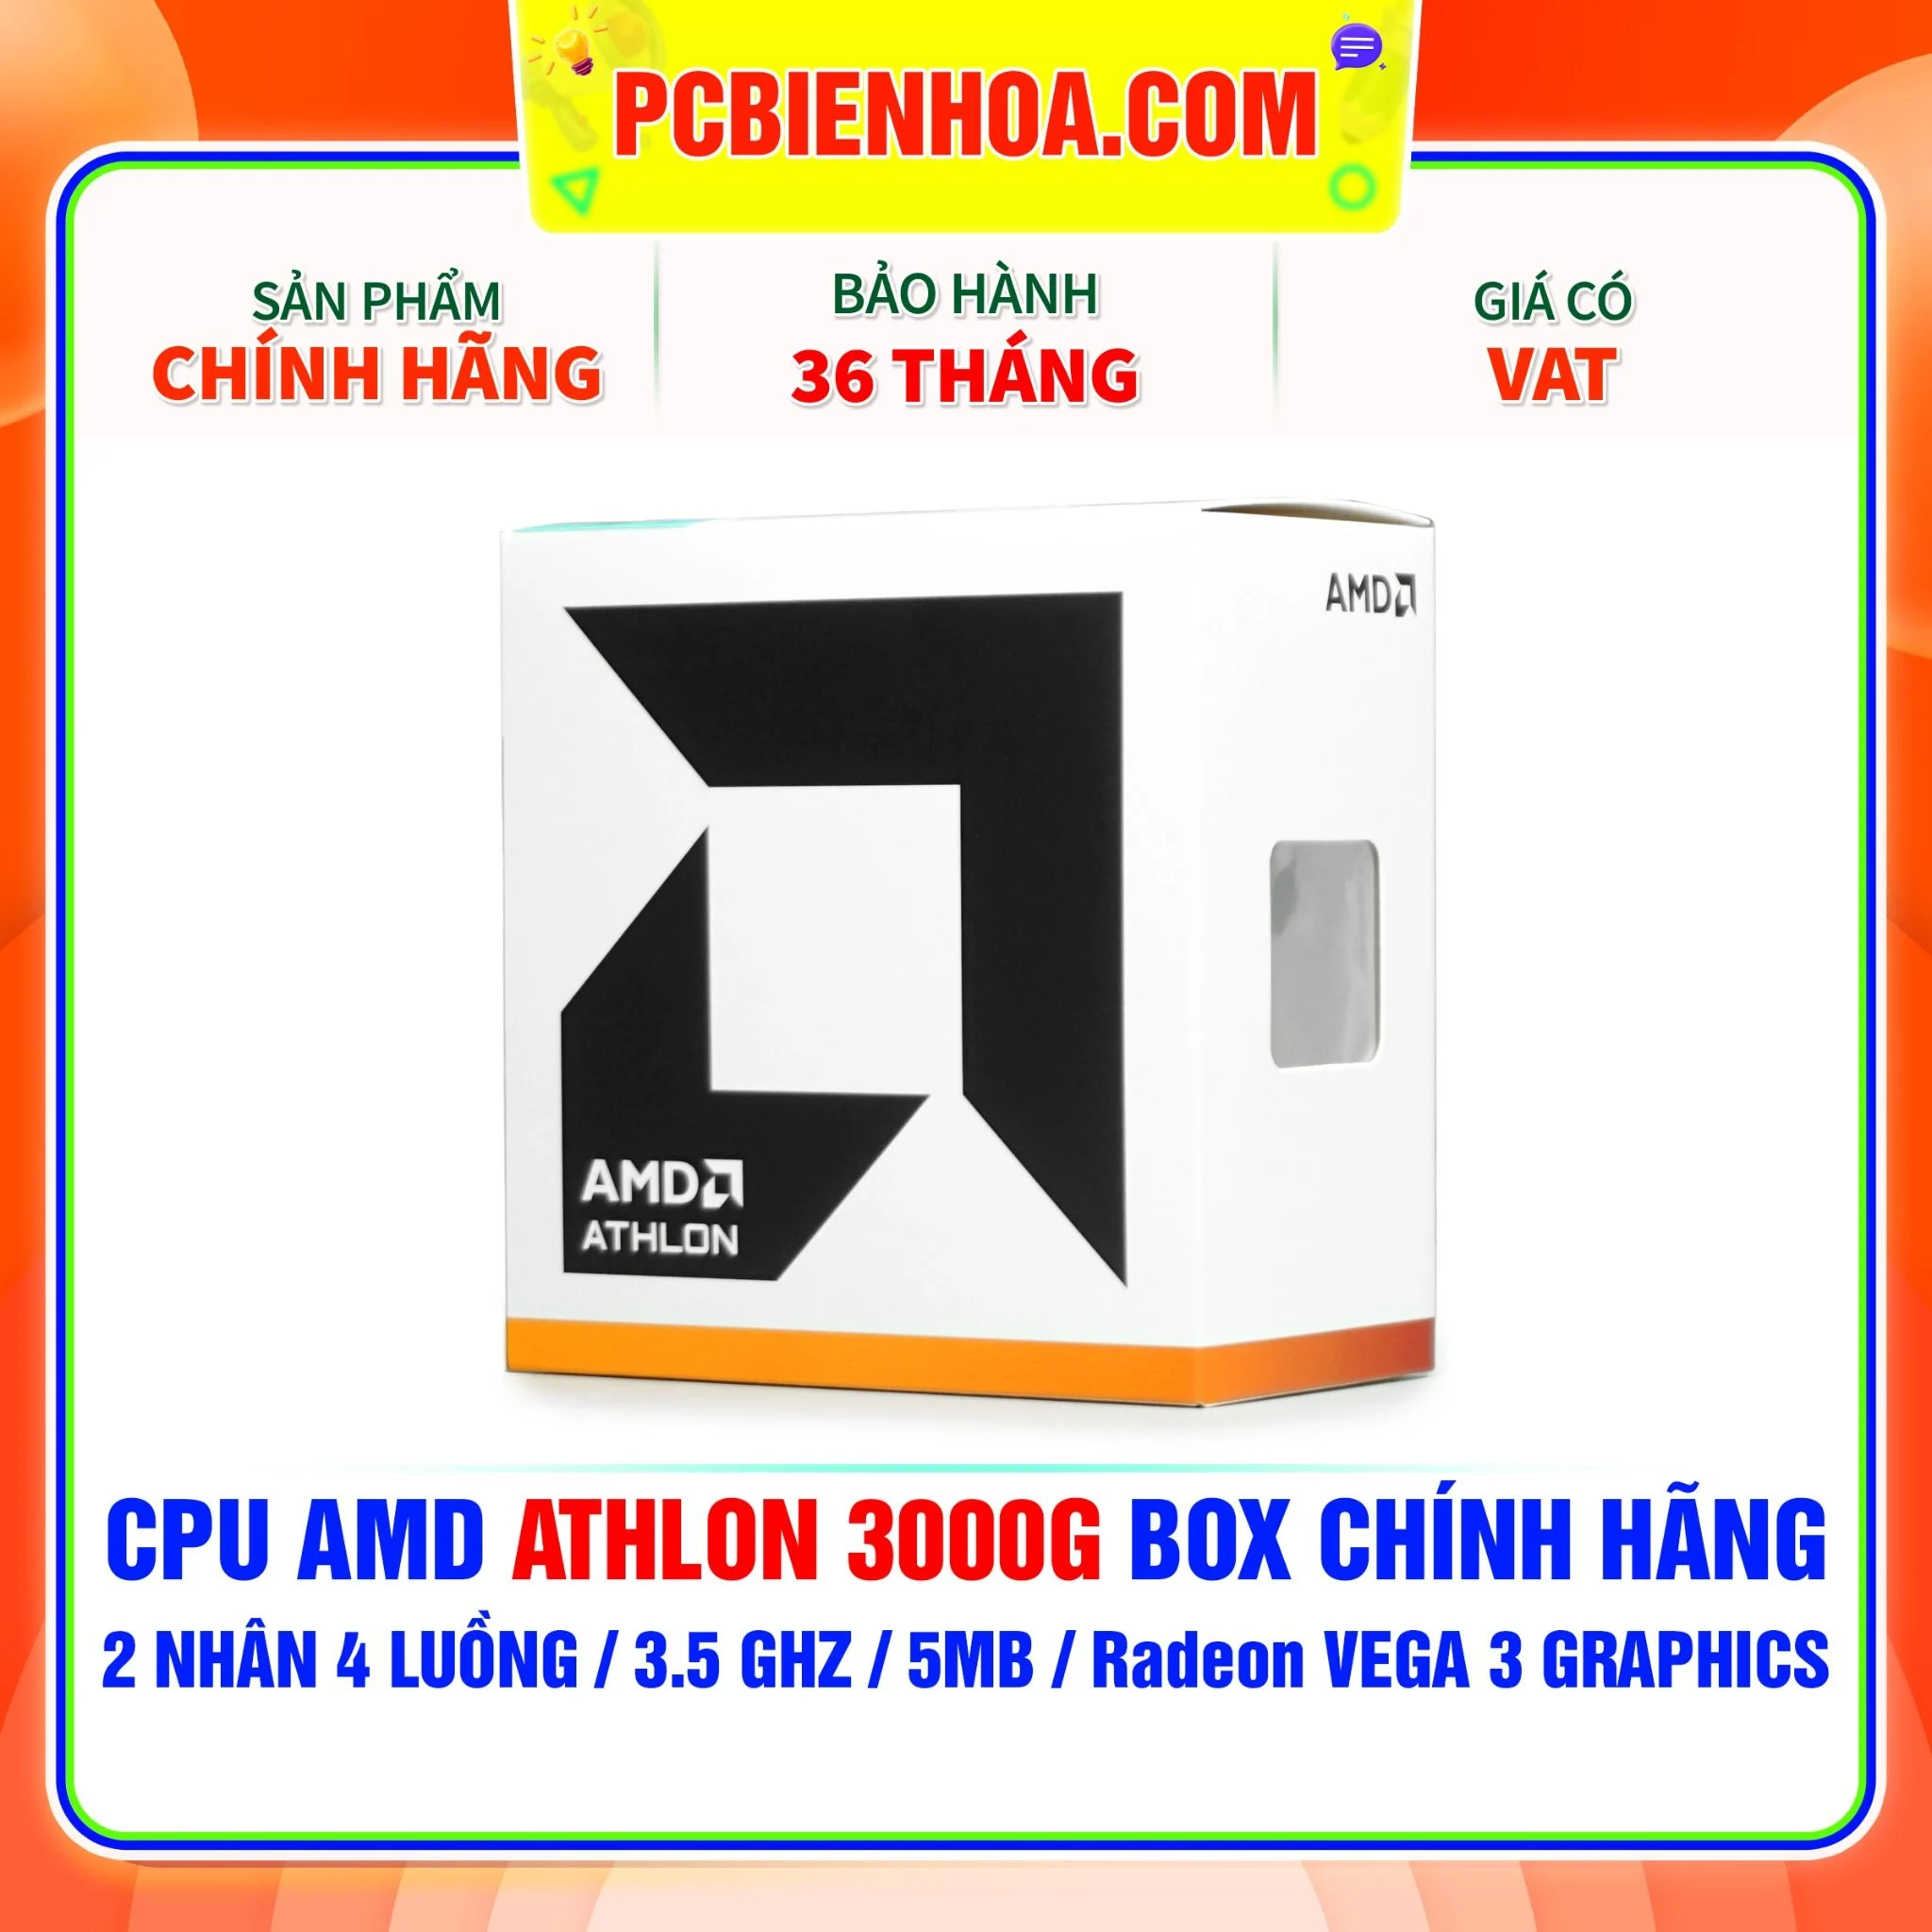 PCBIENHOA.COM
SẢN PHẨM
CHÍNH HÃNG
BẢO HÀNH
36 THÁNG
GIÁ CÓ
VAT
AMD
AMD
ATHLON
CPU AMD ATHLON 3000G BOX CHÍNH HÃNG
2 NHÂN 4 LUỒNG / 3.5 GHZ / 5MB / Radeon VEGA 3 GRAPHICS